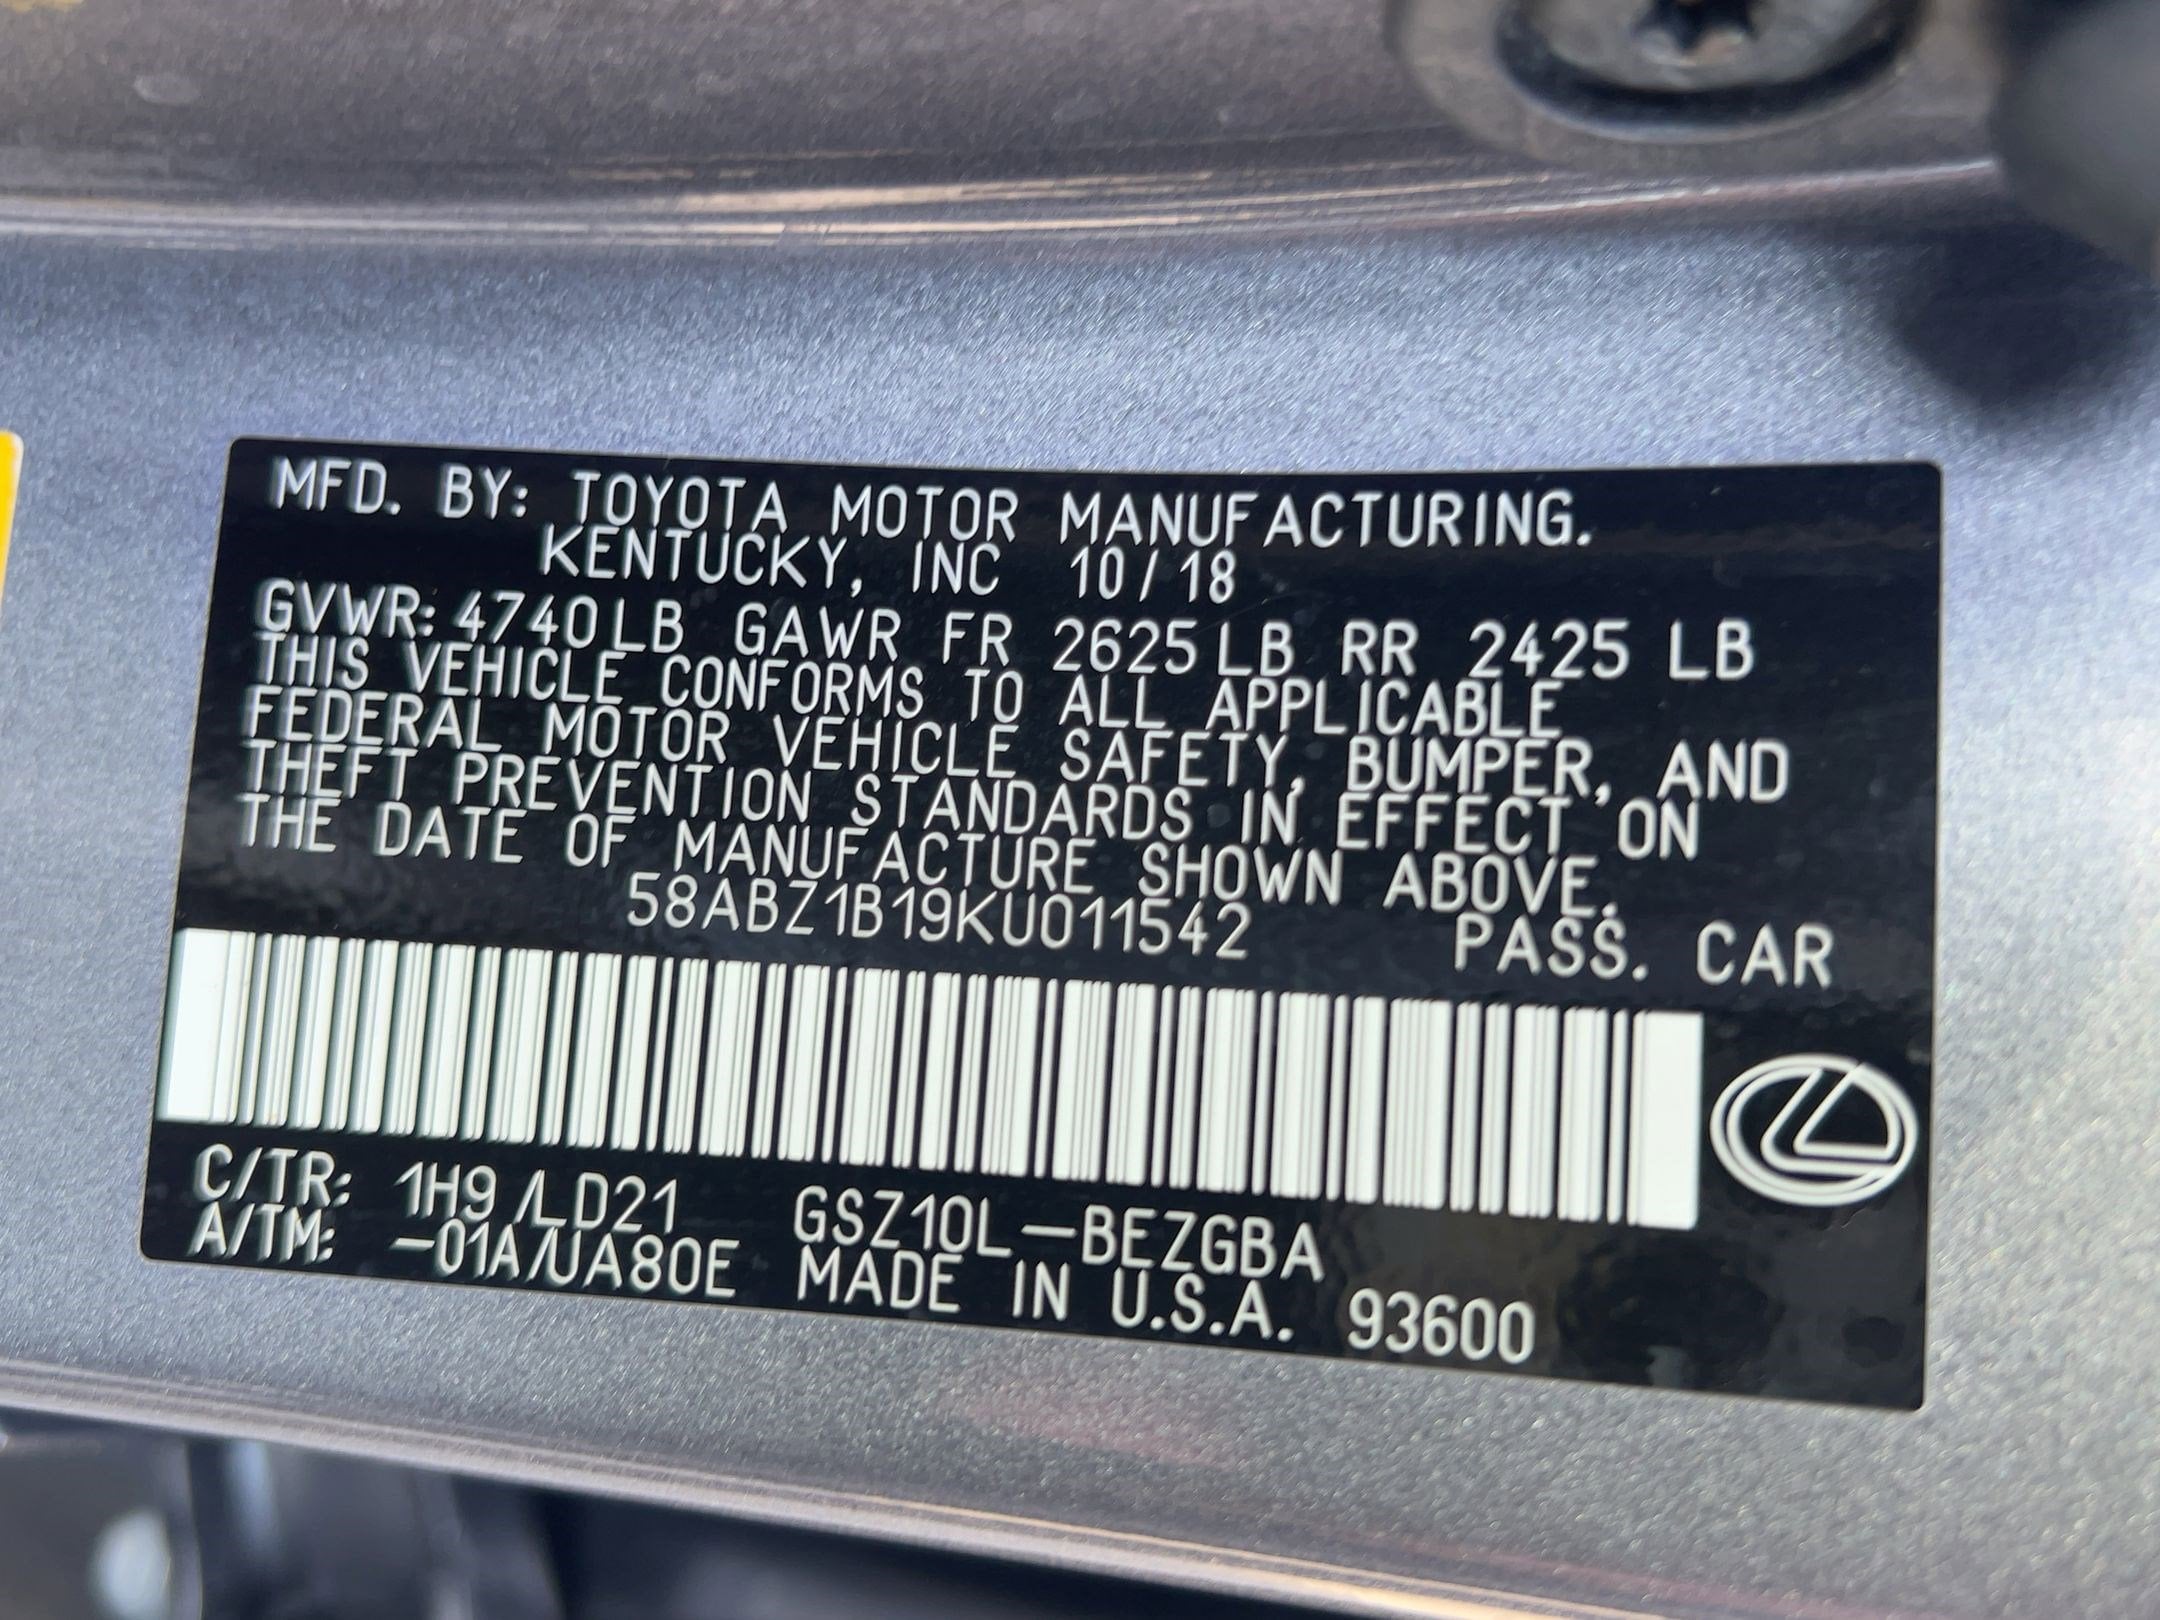 MFD. BY: TOYOTA MOTOR MANUFACTURING.
KENTUCKY, INC 10/18
GVWR: 4740LB GAWR FR 2625LB RR 2425 LB
THIS VEHICLE CONFORMS TO ALL APPLICABLE
FEDERAL MOTOR VEHICLE SAFETY, BUMPER, AND
THEFT PREVENTION STANDARDS IN EFFECT ON
THE DATE OF MANUFACTURE SHOWN ABOVE.
58ABZ1B19KU011542 PASS. CAR
C/TR: 1H9/LD21 GSZ10L-BEZGBA
A/TM: -01A/UA80E MADE IN U.S.A. 93600